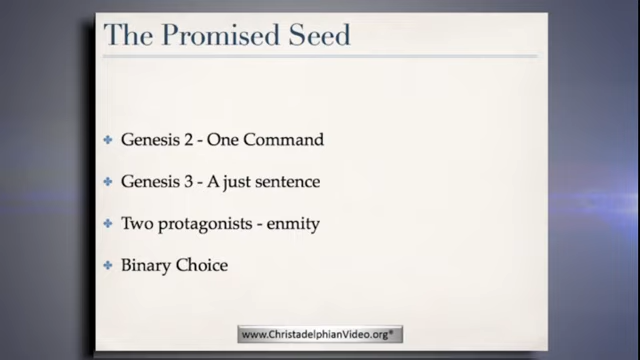 The Promised Seed
Genesis 2 - One Command
Genesis 3 - A just sentence
Two protagonists - enmity
Binary Choice
www.ChristadelphianVideo.org®